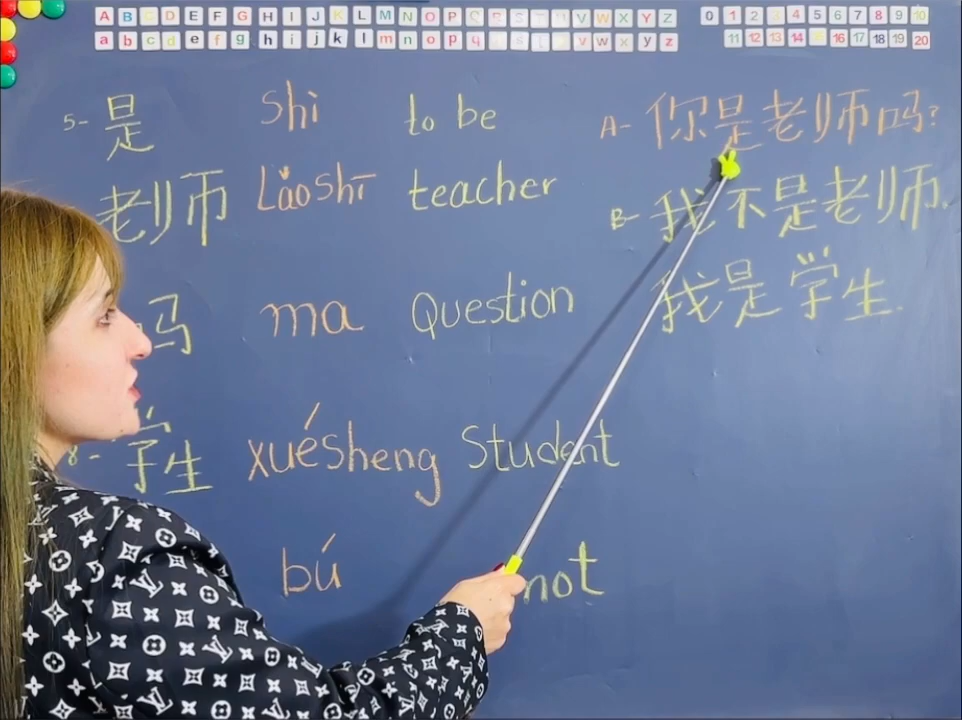 A B C D E F G H I J K L M N O P Q R S T U V W X Y Z
a b c d e f g h i j k l m n o p q r s t u v w x y z
0 1 2 3 4 5 6 7 8 9 10
11 12 13 14 15 16 17 18 19 20
5- 是 shì to be
老师 Lǎoshī teacher
吗 ma Question
8- 学生 xuésheng Student
bú not
A- 你是老师吗?
B- 我不是老师.
我是学生.